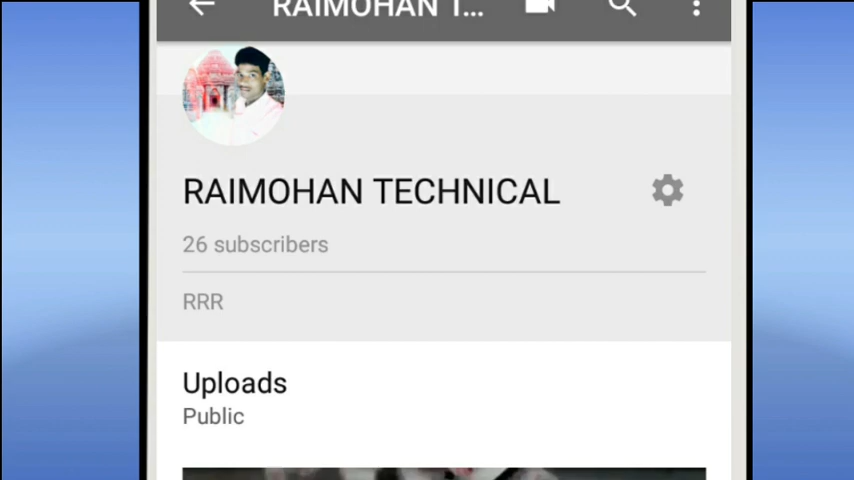 RAIMOHAN T...
RAIMOHAN TECHNICAL
26 subscribers
RRR
Uploads
Public